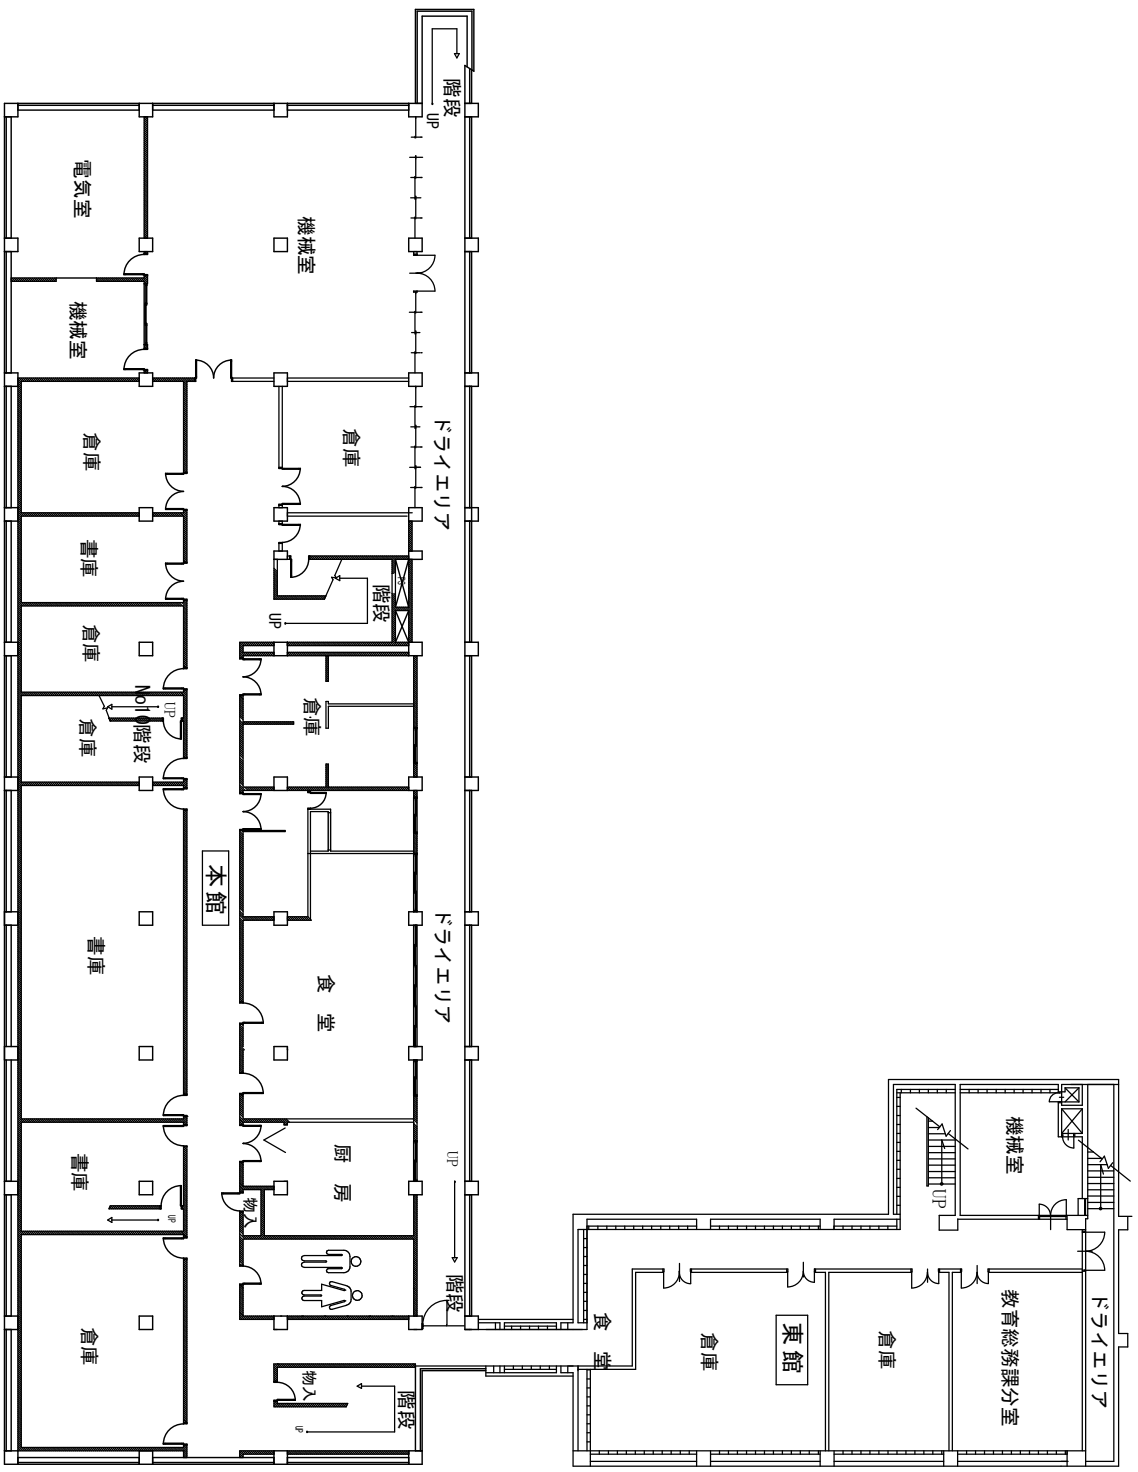 階段
UP
電気室
機械室
機械室
ドライエリア
倉庫
倉庫
書庫
階段
UP
倉庫
No10階段
UP
倉庫
倉庫
本館
ドライエリア
書庫
食堂
機械室
UP
厨房
UP
書庫
UP
物入
階段
ドライエリア
教育総務課分室
倉庫
東館
倉庫
食堂
倉庫
物入
階段
UP